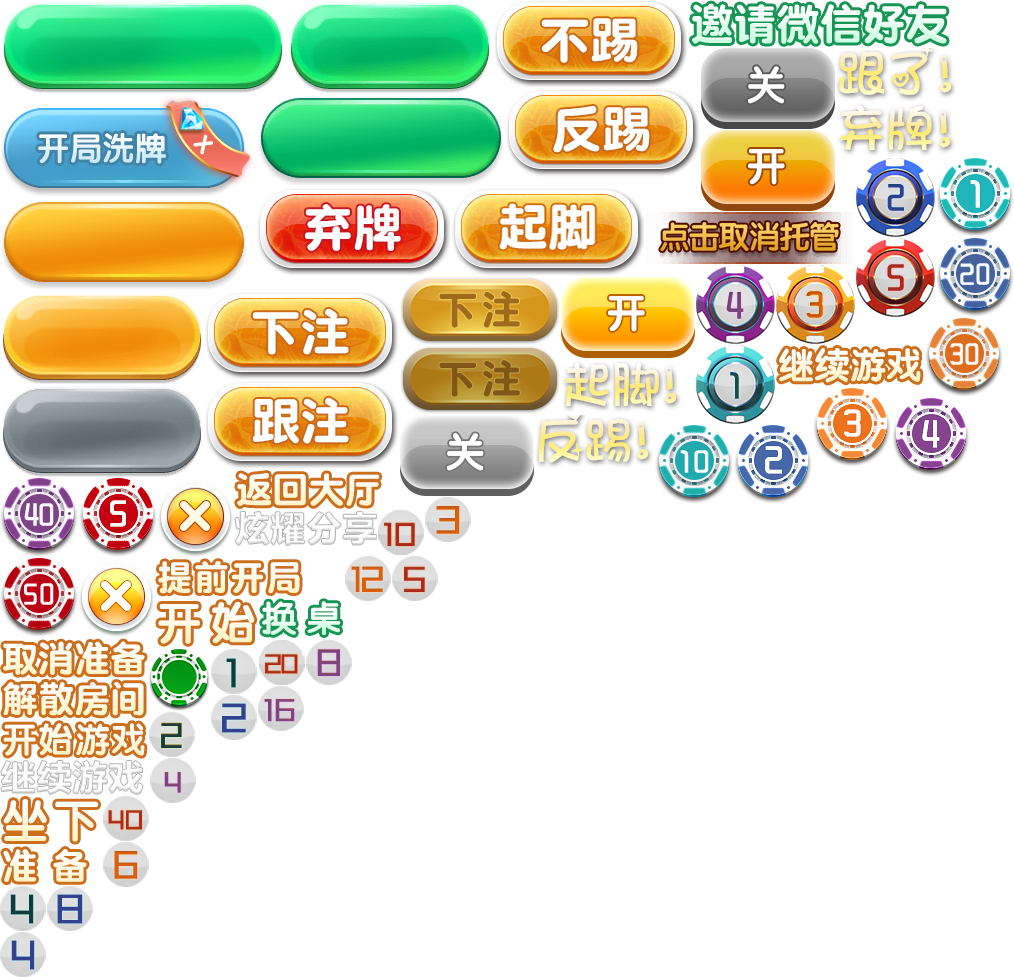 不踢
邀请微信好友
关
跟了!
开局洗牌
+
反踢
弃牌!
开
2
1
弃牌
起脚
点击取消托管
5
20
下注
下注
开
4
3
继续游戏
30
下注
起脚!
1
跟注
关
反踢!
3
4
10
2
40
5
返回大厅
炫耀分享
10
3
50
提前开局
12
5
开始
换桌
取消准备
1
20
8
解散房间
2
16
开始游戏
2
继续游戏
4
坐下
40
准备
6
4
8
4